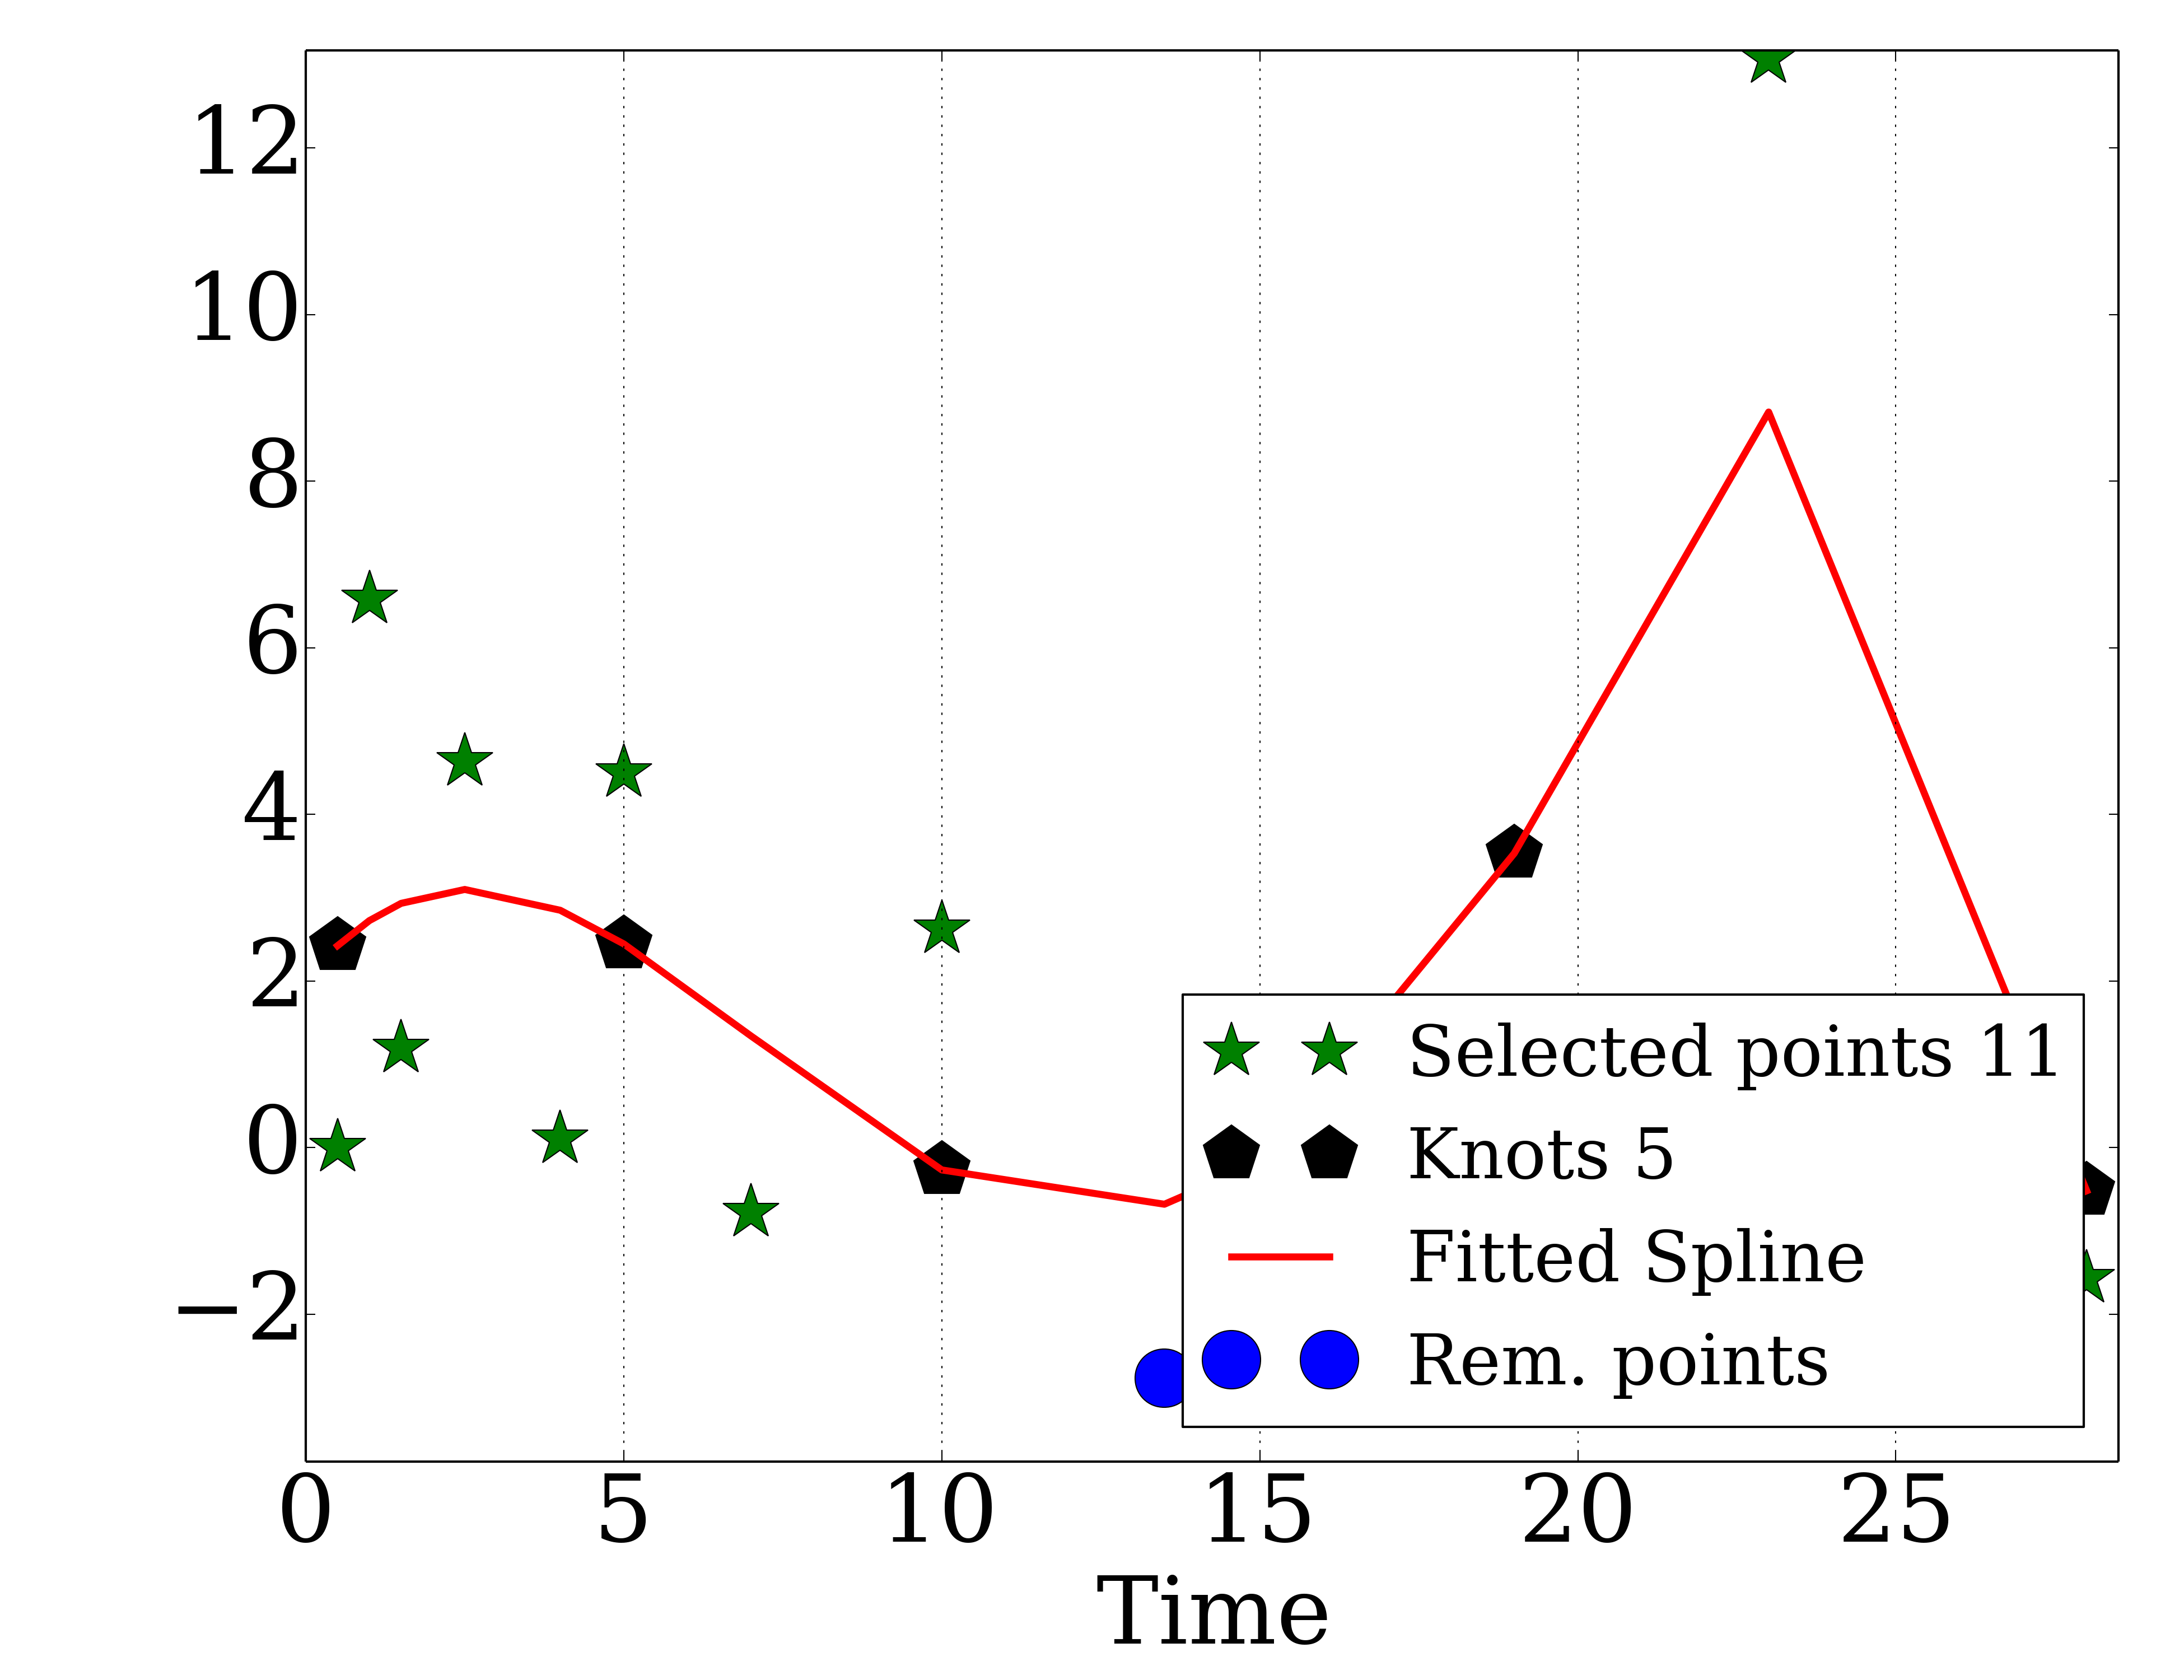 12
10
8
6
4
2
0
−2
Selected points 11
Knots 5
Fitted Spline
Rem. points
0 5 10 15 20 25
Time